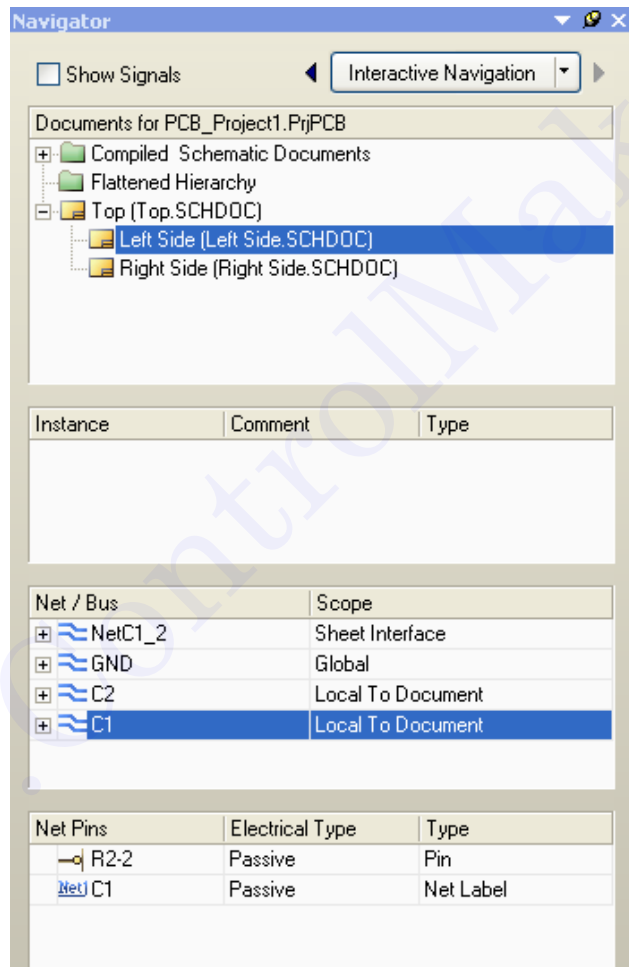 Navigator
Show Signals Interactive Navigation
Documents for PCB_Project1.PrjPCB
Compiled Schematic Documents
Flattened Hierarchy
Top (Top.SCHDOC)
Left Side (Left Side.SCHDOC)
Right Side (Right Side.SCHDOC)
Instance Comment Type
Net / Bus Scope
NetC1_2 Sheet Interface
GND Global
C2 Local To Document
C1 Local To Document
Net Pins Electrical Type Type
R2-2 Passive Pin
Net1 C1 Passive Net Label
.ControlMak